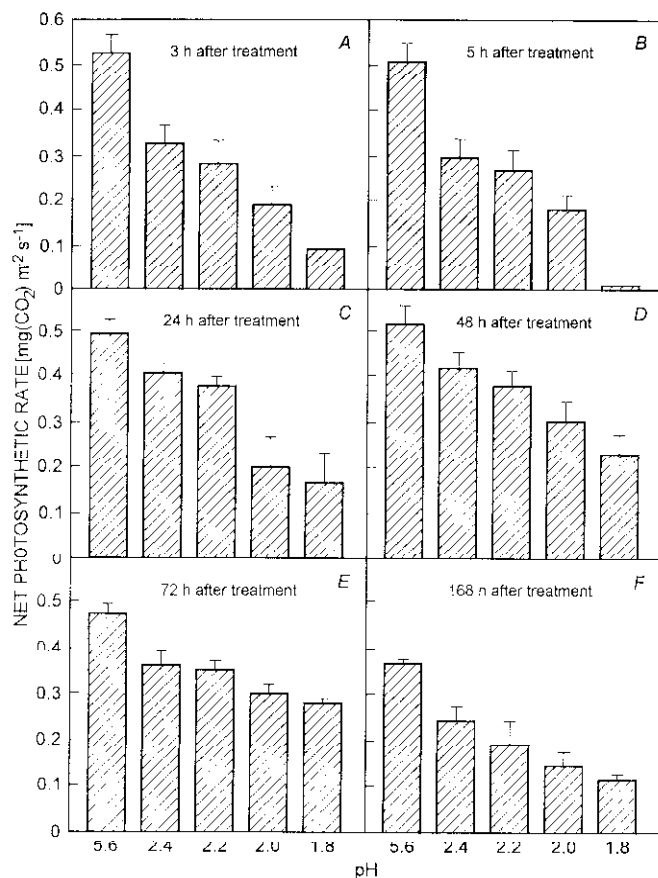 A
3 h after treatment
B
5 h after treatment
0.6
0.5
0.4
0.3
0.2
0.1
0
C
24 h after treatment
D
48 h after treatment
0.5
0.4
0.3
0.2
0.1
0
E
72 h after treatment
F
168 h after treatment
0.5
0.4
0.3
0.2
0.1
0
NET PHOTOSYNTHETIC RATE [mg(CO₂) m⁻² s⁻¹]
5.6 2.4 2.2 2.0 1.8 5.6 2.4 2.2 2.0 1.8
pH